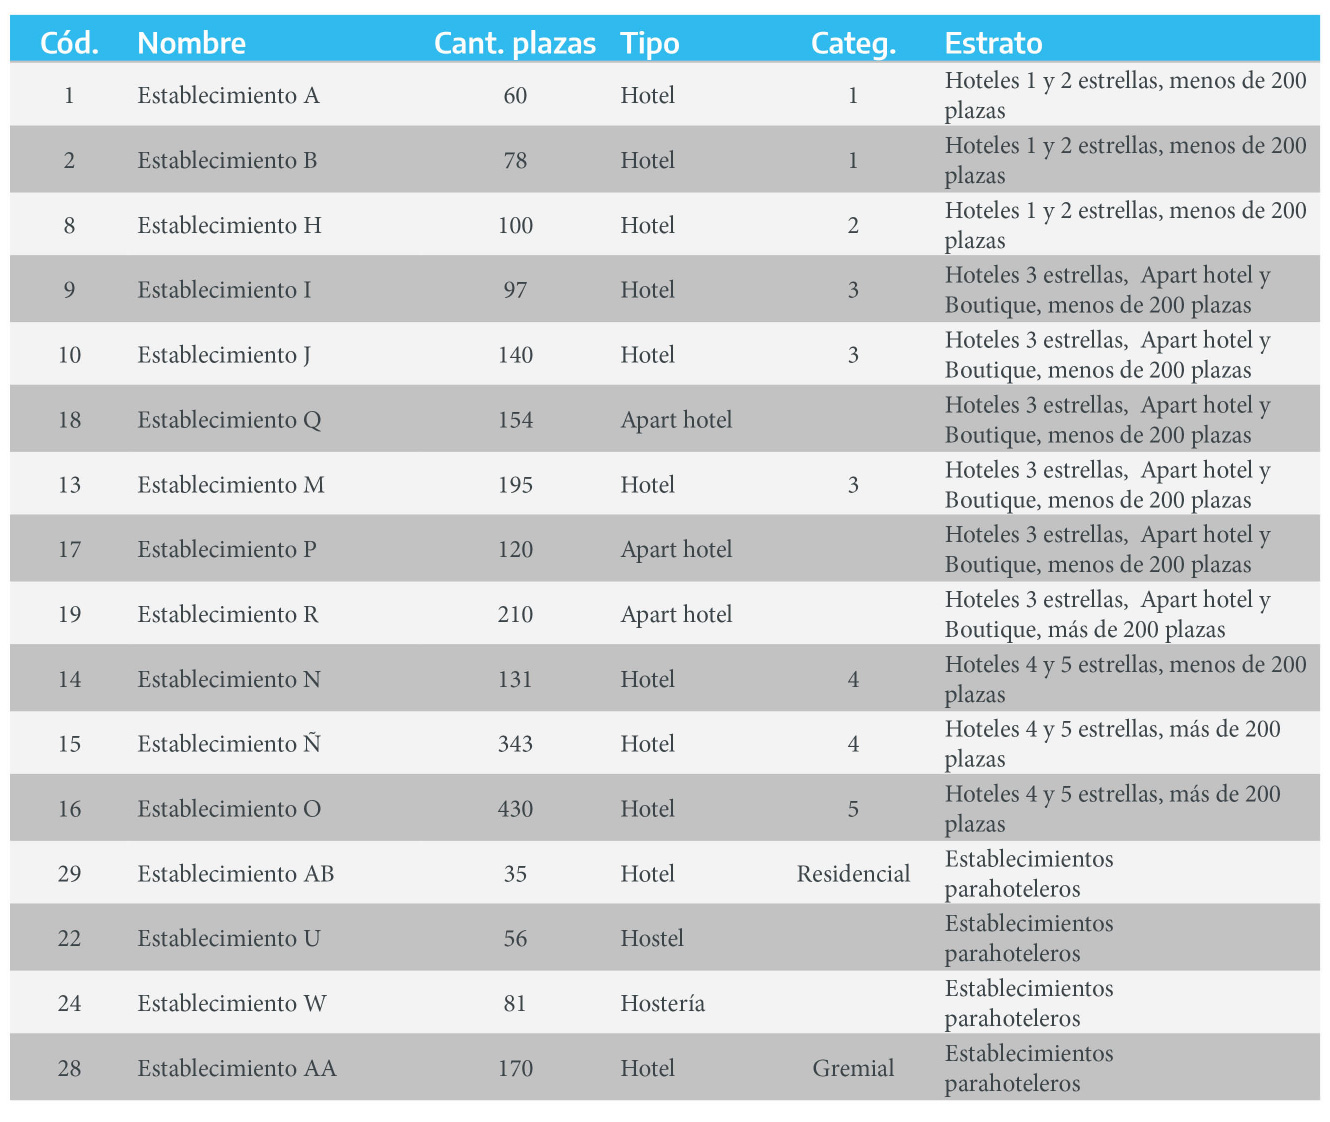 Cód. Nombre Cant. plazas Tipo Categ. Estrato
1 Establecimiento A 60 Hotel 1 Hoteles 1 y 2 estrellas, menos de 200
plazas
2 Establecimiento B 78 Hotel 1 Hoteles 1 y 2 estrellas, menos de 200
plazas
8 Establecimiento H 100 Hotel 2 Hoteles 1 y 2 estrellas, menos de 200
plazas
9 Establecimiento I 97 Hotel 3 Hoteles 3 estrellas, Apart hotel y
Boutique, menos de 200 plazas
10 Establecimiento J 140 Hotel 3 Hoteles 3 estrellas, Apart hotel y
Boutique, menos de 200 plazas
18 Establecimiento Q 154 Apart hotel Hoteles 3 estrellas, Apart hotel y
Boutique, menos de 200 plazas
13 Establecimiento M 195 Hotel 3 Hoteles 3 estrellas, Apart hotel y
Boutique, menos de 200 plazas
17 Establecimiento P 120 Apart hotel Hoteles 3 estrellas, Apart hotel y
Boutique, menos de 200 plazas
19 Establecimiento R 210 Apart hotel Hoteles 3 estrellas, Apart hotel y
Boutique, más de 200 plazas
14 Establecimiento N 131 Hotel 4 Hoteles 4 y 5 estrellas, menos de 200
plazas
15 Establecimiento Ñ 343 Hotel 4 Hoteles 4 y 5 estrellas, más de 200
plazas
16 Establecimiento O 430 Hotel 5 Hoteles 4 y 5 estrellas, más de 200
plazas
29 Establecimiento AB 35 Hotel Residencial Establecimientos
parahoteleros
22 Establecimiento U 56 Hostel Establecimientos
parahoteleros
24 Establecimiento W 81 Hostería Establecimientos
parahoteleros
28 Establecimiento AA 170 Hotel Gremial Establecimientos
parahoteleros